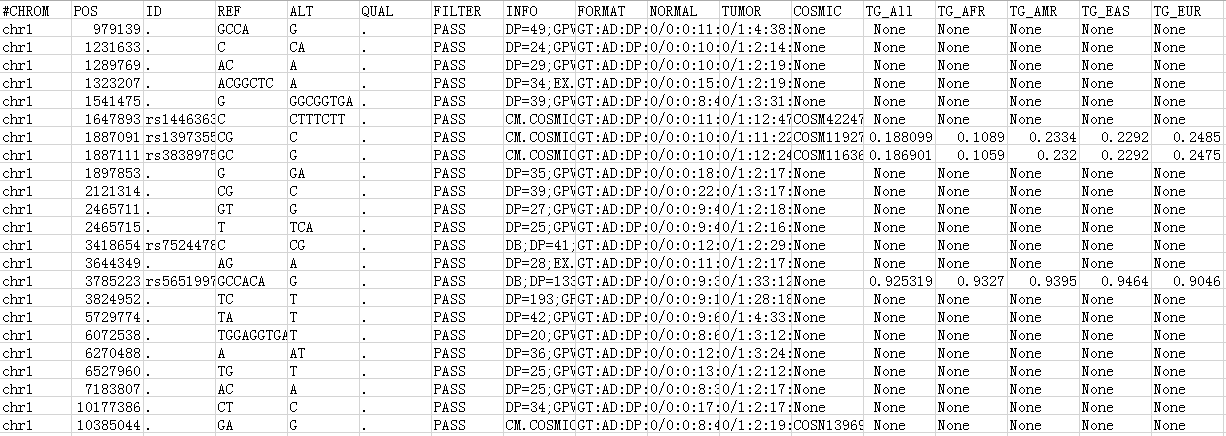 #CHROM POS ID REF ALT QUAL FILTER INFO FORMAT NORMAL TUMOR COSMIC TG_All TG_AFR TG_AMR TG_EAS TG_EUR
chr1 979139 . GCCA G . PASS DP=49;GPV GT:AD:DP: 0/0:0:11: 0/1:4:38: None None None None None None
chr1 1231633 . C CA . PASS DP=24;GPV GT:AD:DP: 0/0:0:10: 0/1:2:14: None None None None None None
chr1 1289769 . AC A . PASS DP=29;GPV GT:AD:DP: 0/0:0:10: 0/1:2:19: None None None None None None
chr1 1323207 . ACGGCTC A . PASS DP=34;EX. GT:AD:DP: 0/0:0:15: 0/1:2:19: None None None None None None
chr1 1541475 . G GGCGGTGA . PASS DP=39;GPV GT:AD:DP: 0/0:0:8:4 0/1:3:31: None None None None None None
chr1 1647893 rs1446363 C CTTTCTT . PASS CM.COSMIC GT:AD:DP: 0/0:0:11: 0/1:12:47 COSM42247 None None None None None
chr1 1887091 rs1397355 CG C . PASS CM.COSMIC GT:AD:DP: 0/0:0:10: 0/1:11:22 COSM11927 0.188099 0.1089 0.2334 0.2292 0.2485
chr1 1887111 rs3838975 GC G . PASS CM.COSMIC GT:AD:DP: 0/0:0:10: 0/1:12:24 COSM11636 0.186901 0.1059 0.232 0.2292 0.2475
chr1 1897853 . G GA . PASS DP=35;GPV GT:AD:DP: 0/0:0:18: 0/1:2:17: None None None None None None
chr1 2121314 . CG C . PASS DP=39;GPV GT:AD:DP: 0/0:0:22: 0/1:3:17: None None None None None None
chr1 2465711 . GT G . PASS DP=27;GPV GT:AD:DP: 0/0:0:9:4 0/1:2:18: None None None None None None
chr1 2465715 . T TCA . PASS DP=25;GPV GT:AD:DP: 0/0:0:9:4 0/1:2:16: None None None None None None
chr1 3418654 rs7524478 C CG . PASS DB;DP=41; GT:AD:DP: 0/0:0:12: 0/1:2:29: None None None None None None
chr1 3644349 . AG A . PASS DP=28;EX. GT:AD:DP: 0/0:0:11: 0/1:2:17: None None None None None None
chr1 3785223 rs5651997 GCCACA G . PASS DB;DP=133 GT:AD:DP: 0/0:0:9:3 0/1:33:12 None 0.925319 0.9327 0.9395 0.9464 0.9046
chr1 3824952 . TC T . PASS DP=193;GP GT:AD:DP: 0/0:0:10: 0/1:28:18 None None None None None None
chr1 5729774 . TA T . PASS DP=42;GPV GT:AD:DP: 0/0:0:9:6 0/1:4:33: None None None None None None
chr1 6072538 . TGGAGGTGA T . PASS DP=20;GPV GT:AD:DP: 0/0:0:8:6 0/1:3:12: None None None None None None
chr1 6270488 . A AT . PASS DP=36;GPV GT:AD:DP: 0/0:0:12: 0/1:3:24: None None None None None None
chr1 6527960 . TG T . PASS DP=25;GPV GT:AD:DP: 0/0:0:13: 0/1:2:12: None None None None None None
chr1 7183807 . AC A . PASS DP=25;GPV GT:AD:DP: 0/0:0:8:3 0/1:2:17: None None None None None None
chr1 10177386 . CT C . PASS DP=34;GPV GT:AD:DP: 0/0:0:17: 0/1:2:17: None None None None None None
chr1 10385044 . GA G . PASS CM.COSMIC GT:AD:DP: 0/0:0:8:4 0/1:2:19: COSN13969 None None None None None